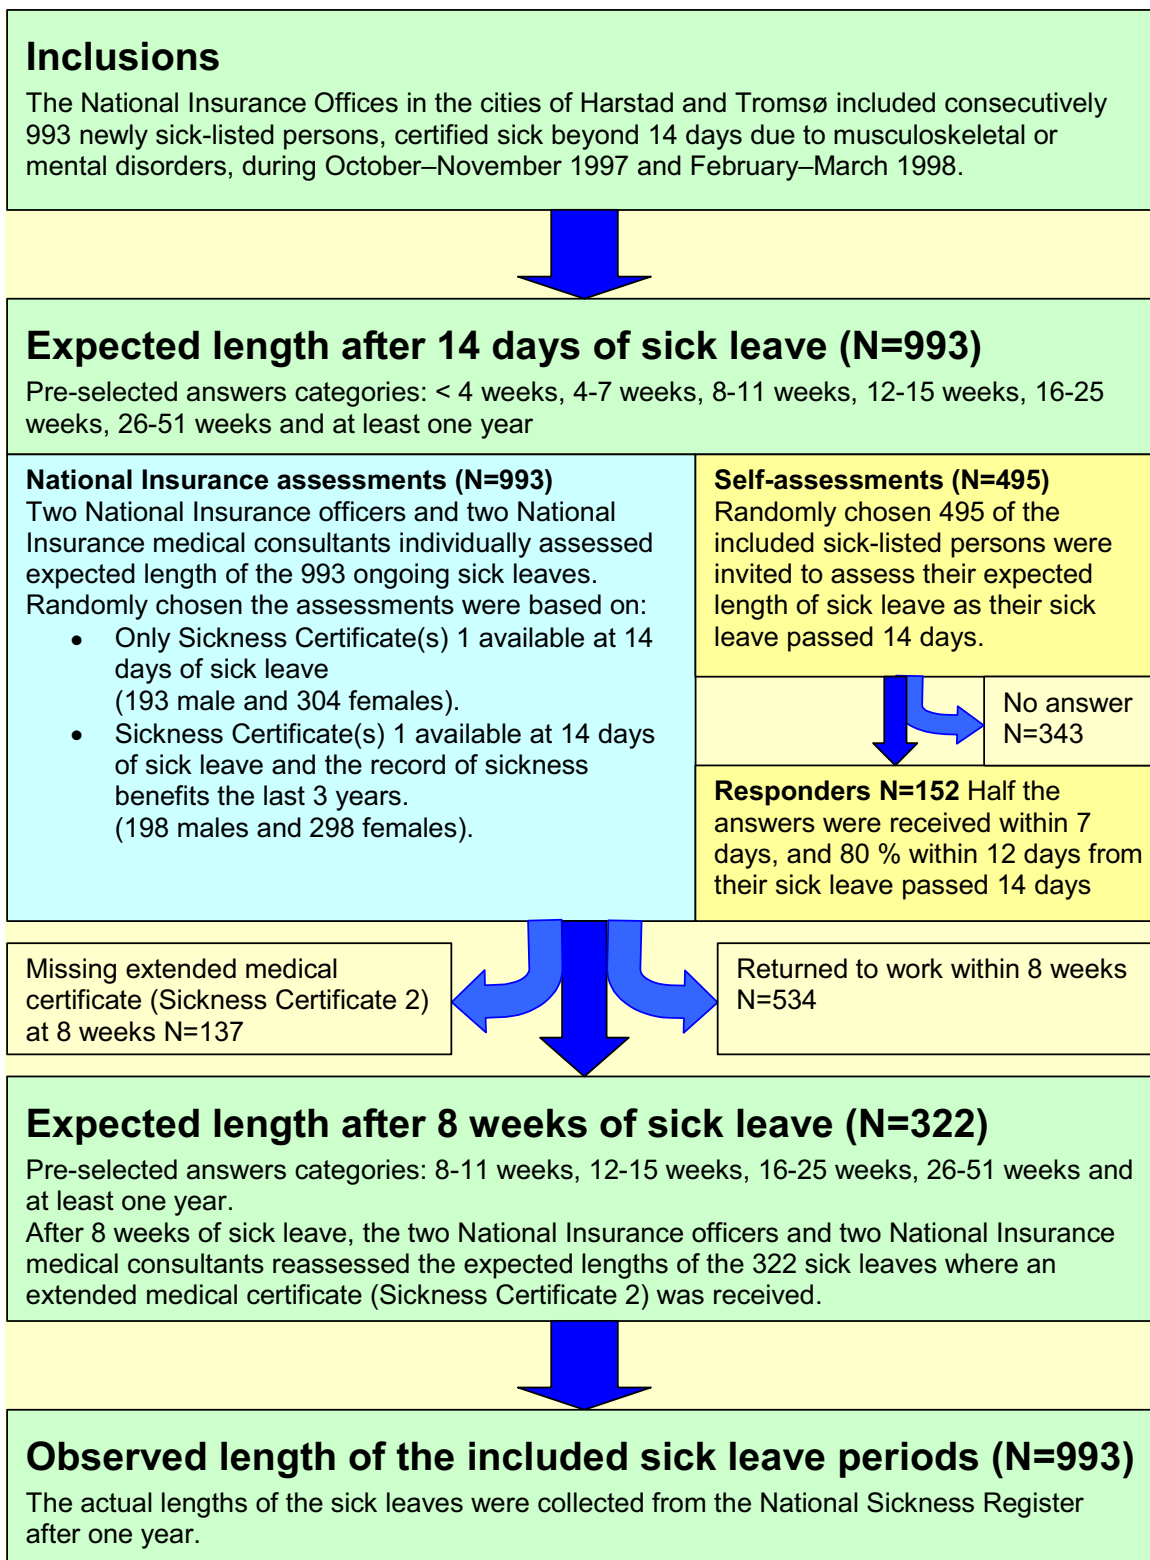 Inclusions
The National Insurance Offices in the cities of Harstad and Tromsø included consecutively
993 newly sick-listed persons, certified sick beyond 14 days due to musculoskeletal or
mental disorders, during October–November 1997 and February–March 1998.
Expected length after 14 days of sick leave (N=993)
Pre-selected answers categories: < 4 weeks, 4-7 weeks, 8-11 weeks, 12-15 weeks, 16-25
weeks, 26-51 weeks and at least one year
National Insurance assessments (N=993)
Two National Insurance officers and two National
Insurance medical consultants individually assessed
expected length of the 993 ongoing sick leaves.
Randomly chosen the assessments were based on:
• Only Sickness Certificate(s) 1 available at 14
days of sick leave
(193 male and 304 females).
• Sickness Certificate(s) 1 available at 14 days
of sick leave and the record of sickness
benefits the last 3 years.
(198 males and 298 females).
Self-assessments (N=495)
Randomly chosen 495 of the
included sick-listed persons were
invited to assess their expected
length of sick leave as their sick
leave passed 14 days.
No answer
N=343
Responders N=152 Half the
answers were received within 7
days, and 80 % within 12 days from
their sick leave passed 14 days
Missing extended medical
certificate (Sickness Certificate 2)
at 8 weeks N=137
Returned to work within 8 weeks
N=534
Expected length after 8 weeks of sick leave (N=322)
Pre-selected answers categories: 8-11 weeks, 12-15 weeks, 16-25 weeks, 26-51 weeks and
at least one year.
After 8 weeks of sick leave, the two National Insurance officers and two National Insurance
medical consultants reassessed the expected lengths of the 322 sick leaves where an
extended medical certificate (Sickness Certificate 2) was received.
Observed length of the included sick leave periods (N=993)
The actual lengths of the sick leaves were collected from the National Sickness Register
after one year.